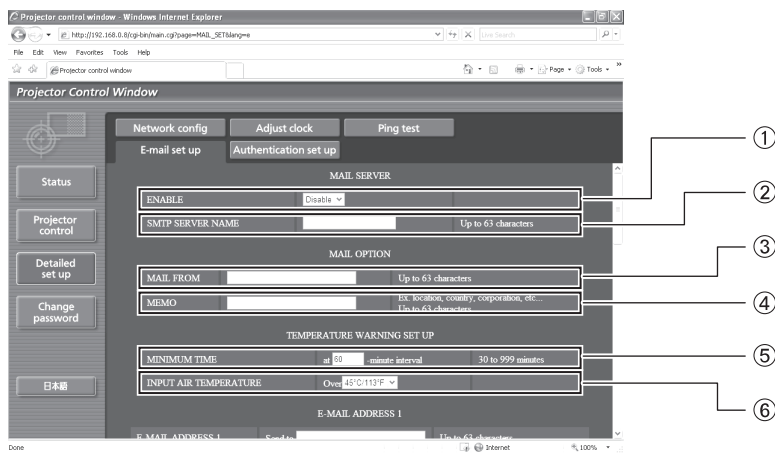 Projector control window - Windows Internet Explorer
http://192.168.0.8/cgi-bin/main.cgi?page=MAIL_SET&lang=e
Live Search
File Edit View Favorites Tools Help
Projector control window
Page Tools
Projector Control Window
Network config Adjust clock Ping test
E-mail set up Authentication set up
Status
Projector control
Detailed set up
Change password
日本語
MAIL SERVER
ENABLE Disable
①
SMTP SERVER NAME Up to 63 characters
②
MAIL OPTION
MAIL FROM Up to 63 characters
③
MEMO Ex. location, country, corporation, etc...
Up to 63 characters
④
TEMPERATURE WARNING SET UP
MINIMUM TIME at 60 -minute interval 30 to 999 minutes
⑤
INPUT AIR TEMPERATURE Over 45°C/113°F
⑥
E-MAIL ADDRESS 1
E-MAIL ADDRESS 1 Send to Up to 63 characters
Done Internet 100%